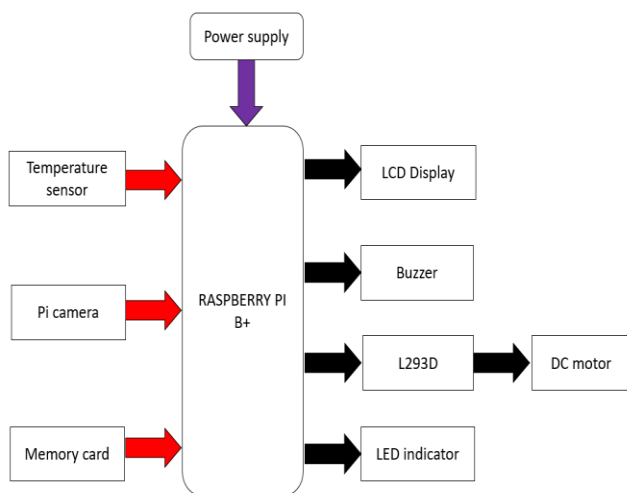 Power supply
Temperature
sensor
LCD Display
Pi camera
RASPBERRY PI
B+
Buzzer
L293D
DC motor
Memory card
LED indicator